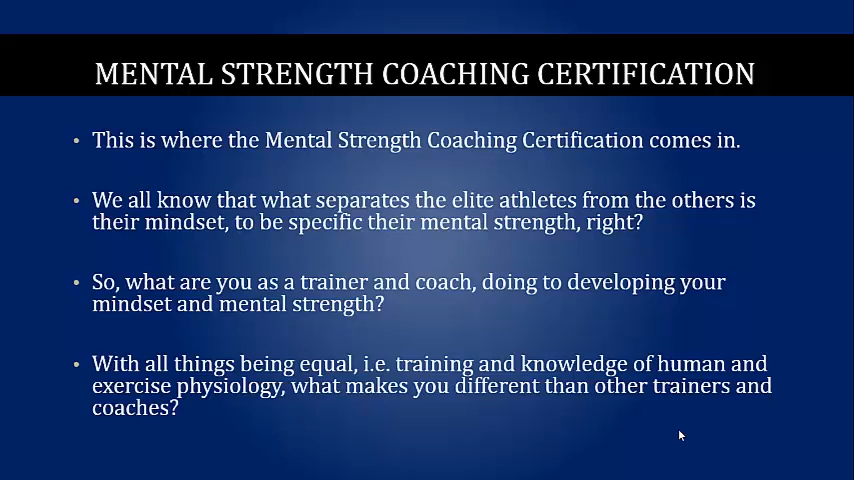 MENTAL STRENGTH COACHING CERTIFICATION
• This is where the Mental Strength Coaching Certification comes in.
• We all know that what separates the elite athletes from the others is
their mindset, to be specific their mental strength, right?
• So, what are you as a trainer and coach, doing to developing your
mindset and mental strength?
• With all things being equal, i.e. training and knowledge of human and
exercise physiology, what makes you different than other trainers and
coaches?